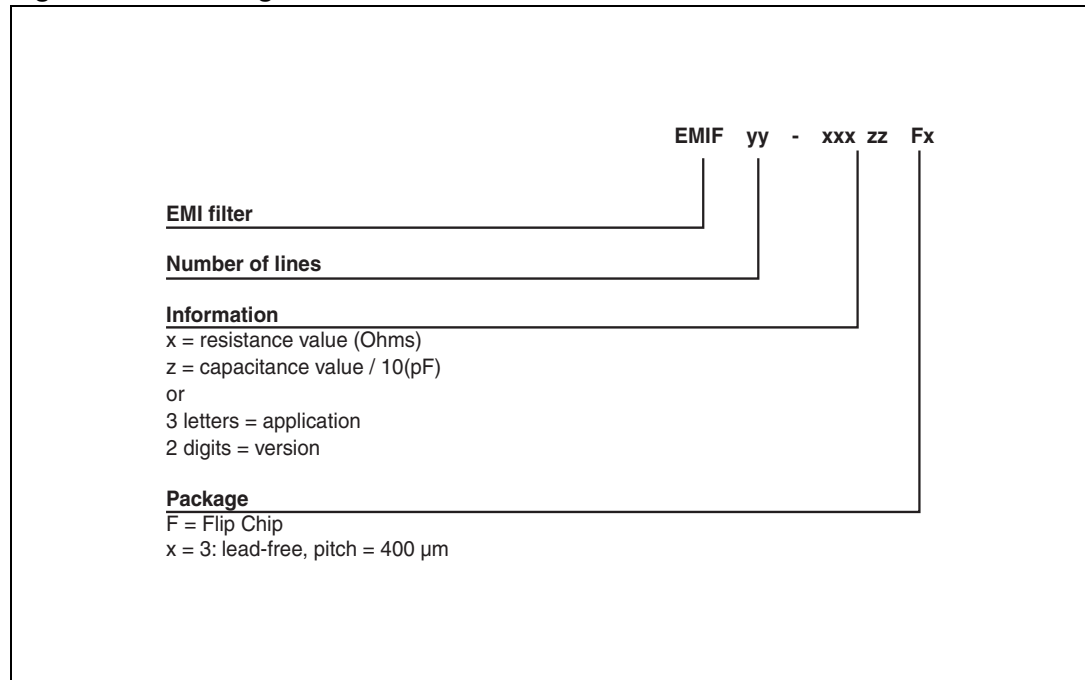 EMIF yy - xxx zz Fx
EMI filter
Number of lines
Information
x = resistance value (Ohms)
z = capacitance value / 10(pF)
or
3 letters = application
2 digits = version
Package
F = Flip Chip
x = 3: lead-free, pitch = 400 µm